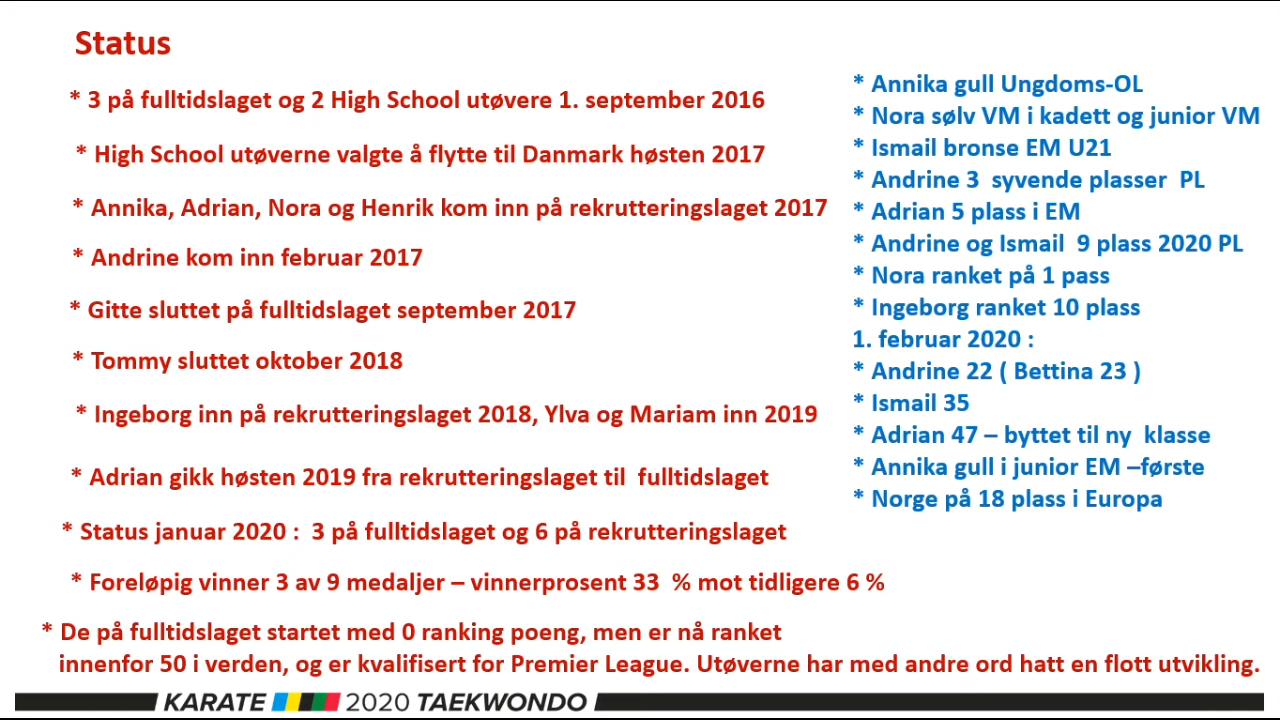 Status
* 3 på fulltidslaget og 2 High School utøvere 1. september 2016
* High School utøverne valgte å flytte til Danmark høsten 2017
* Annika, Adrian, Nora og Henrik kom inn på rekrutteringslaget 2017
* Andrine kom inn februar 2017
* Gitte sluttet på fulltidslaget september 2017
* Tommy sluttet oktober 2018
* Ingeborg inn på rekrutteringslaget 2018, Ylva og Mariam inn 2019
* Adrian gikk høsten 2019 fra rekrutteringslaget til  fulltidslaget
* Status januar 2020 :  3 på fulltidslaget og 6 på rekrutteringslaget
* Foreløpig vinner 3 av 9 medaljer – vinnerprosent 33  % mot tidligere 6 %
* De på fulltidslaget startet med 0 ranking poeng, men er nå ranket
innenfor 50 i verden, og er kvalifisert for Premier League. Utøverne har med andre ord hatt en flott utvikling.
* Annika gull Ungdoms-OL
* Nora sølv VM i kadett og junior VM
* Ismail bronse EM U21
* Andrine 3  syvende plasser  PL
* Adrian 5 plass i EM
* Andrine og Ismail  9 plass 2020 PL
* Nora ranket på 1 pass
* Ingeborg ranket 10 plass
1. februar 2020 :
* Andrine 22 ( Bettina 23 )
* Ismail 35
* Adrian 47 – byttet til ny  klasse
* Annika gull i junior EM –første
* Norge på 18 plass i Europa
KARATE 2020 TAEKWONDO